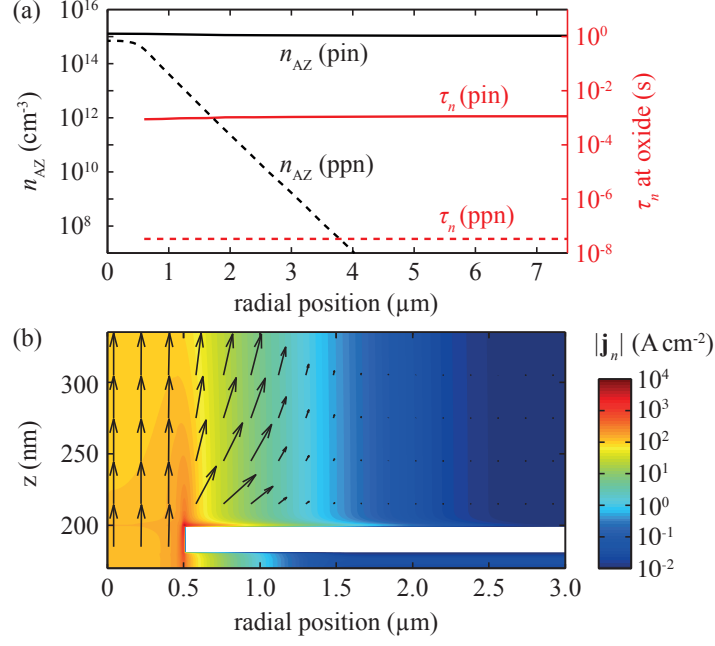 (a)
10^16
10^15
10^12
10^10
10^8
n_AZ (cm^-3)
n_AZ (pin)
τ_n (pin)
n_AZ (ppn)
τ_n (ppn)
10^0
10^-2
10^-4
10^-6
10^-8
τ_n at oxide (s)
0 1 2 3 4 5 6 7
radial position (µm)
(b)
|j_n| (A cm^-2)
300
250
200
z (nm)
10^4
10^3
10^2
10^1
10^0
10^-1
10^-2
0.0 0.5 1.0 1.5 2.0 2.5 3.0
radial position (µm)